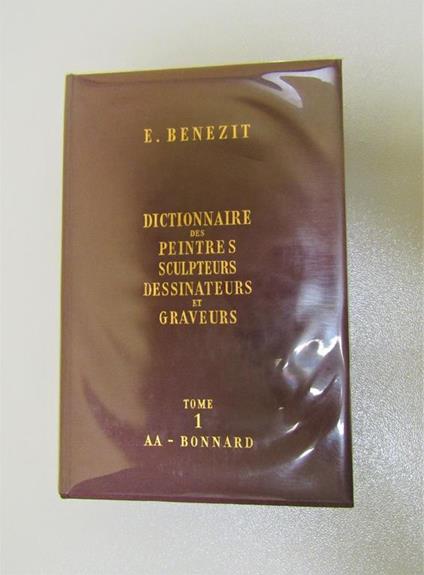 E. BENEZIT
DICTIONNAIRE
DES
PEINTRES
SCULPTEURS
DESSINATEURS
ET
GRAVEURS
TOME
1
AA - BONNARD